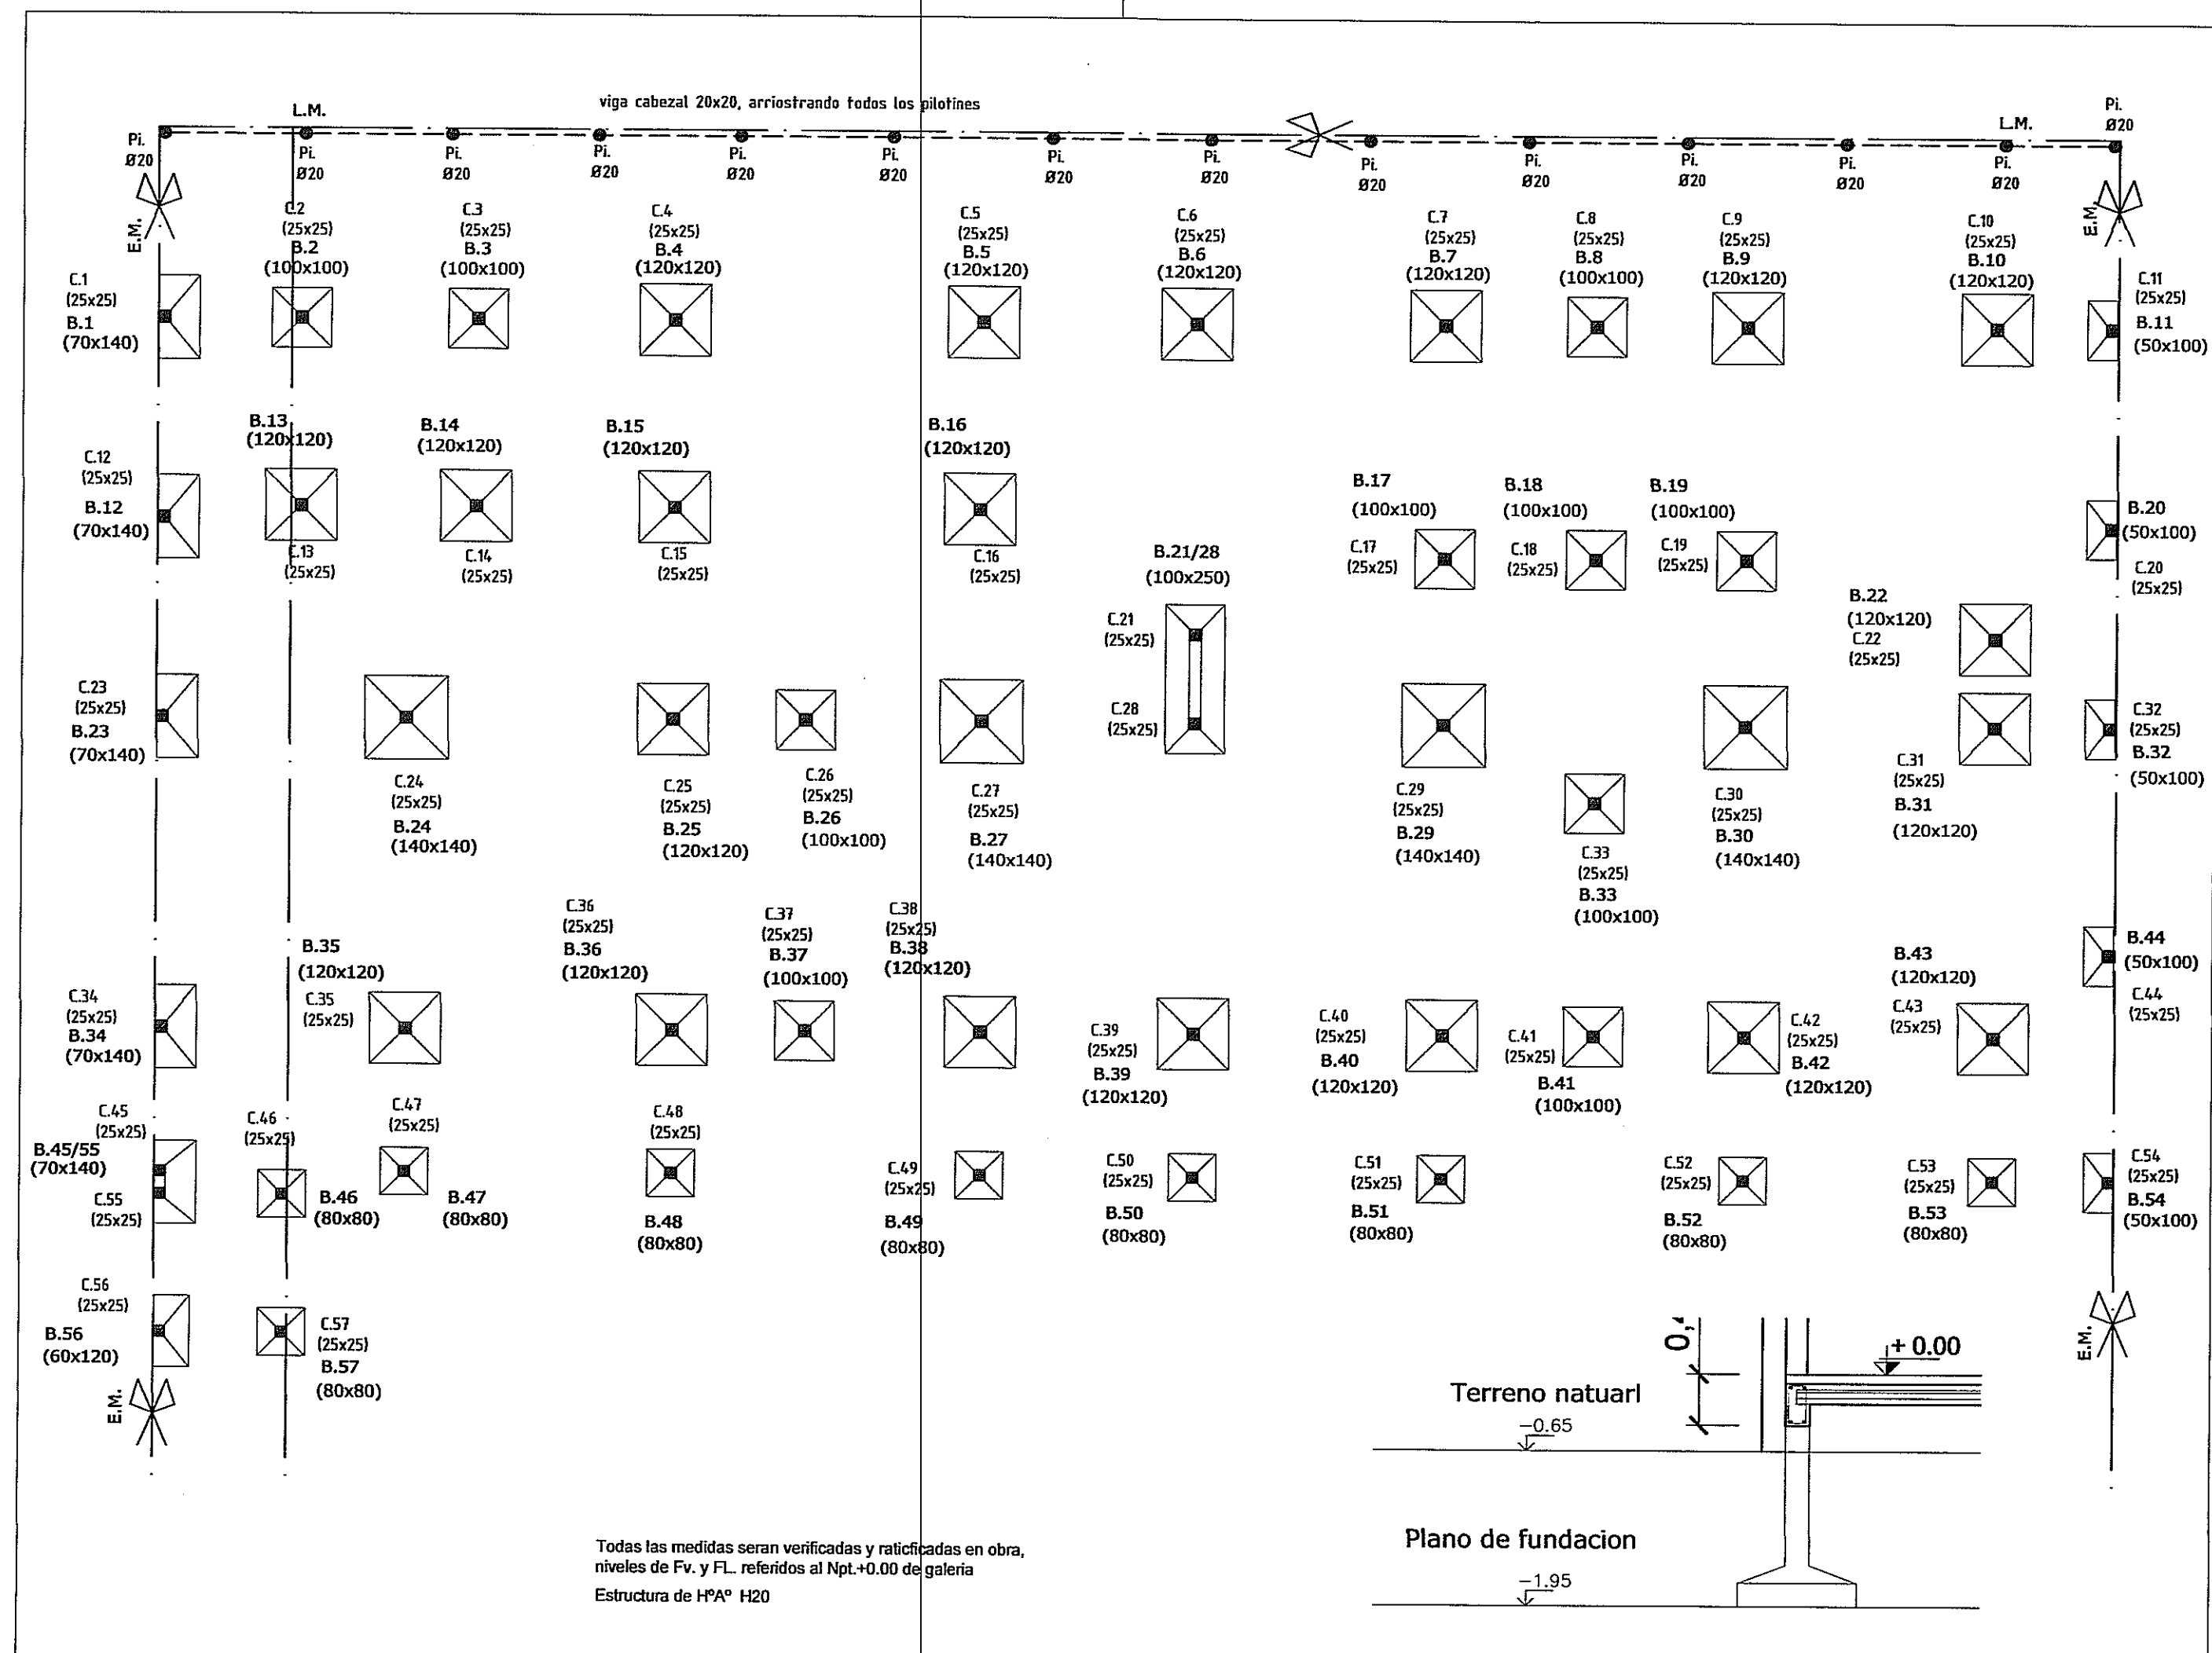 viga cabezal 20x20, arriostrando todos los pilotines
L.M.
L.M.
Pi.
Ø20
Pi.
Ø20
Pi.
Ø20
Pi.
Ø20
Pi.
Ø20
Pi.
Ø20
Pi.
Ø20
Pi.
Ø20
Pi.
Ø20
Pi.
Ø20
Pi.
Ø20
Pi.
Ø20
Pi.
Ø20
Pi.
Ø20
E.M.
E.M.
C.1
(25x25)
B.1
(70x140)
C.2
(25x25)
B.2
(100x100)
C.3
(25x25)
B.3
(100x100)
C.4
(25x25)
B.4
(120x120)
C.5
(25x25)
B.5
(120x120)
C.6
(25x25)
B.6
(120x120)
C.7
(25x25)
B.7
(120x120)
C.8
(25x25)
B.8
(100x100)
C.9
(25x25)
B.9
(120x120)
C.10
(25x25)
B.10
(120x120)
C.11
(25x25)
B.11
(50x100)
C.12
(25x25)
B.12
(70x140)
B.13
(120x120)
C.13
(25x25)
B.14
(120x120)
C.14
(25x25)
B.15
(120x120)
C.15
(25x25)
B.16
(120x120)
C.16
(25x25)
B.17
(100x100)
C.17
(25x25)
B.18
(100x100)
C.18
(25x25)
B.19
(100x100)
C.19
(25x25)
B.20
(50x100)
C.20
(25x25)
B.21/28
(100x250)
C.21
(25x25)
C.28
(25x25)
B.22
(120x120)
C.22
(25x25)
C.23
(25x25)
B.23
(70x140)
C.24
(25x25)
B.24
(140x140)
C.25
(25x25)
B.25
(120x120)
C.26
(25x25)
B.26
(100x100)
C.27
(25x25)
B.27
(140x140)
C.29
(25x25)
B.29
(140x140)
C.33
(25x25)
B.33
(100x100)
C.30
(25x25)
B.30
(140x140)
C.31
(25x25)
B.31
(120x120)
C.32
(25x25)
B.32
(50x100)
C.34
(25x25)
B.34
(70x140)
B.35
(120x120)
C.35
(25x25)
C.36
(25x25)
B.36
(120x120)
C.37
(25x25)
B.37
(100x100)
C.38
(25x25)
B.38
(120x120)
C.39
(25x25)
B.39
(120x120)
C.40
(25x25)
B.40
(120x120)
C.41
(25x25)
B.41
(100x100)
C.42
(25x25)
B.42
(120x120)
B.43
(120x120)
C.43
(25x25)
B.44
(50x100)
C.44
(25x25)
C.45
(25x25)
B.45/55
(70x140)
C.55
(25x25)
C.46
(25x25)
B.46
(80x80)
C.47
(25x25)
B.47
(80x80)
C.48
(25x25)
B.48
(80x80)
C.49
(25x25)
B.49
(80x80)
C.50
(25x25)
B.50
(80x80)
C.51
(25x25)
B.51
(80x80)
C.52
(25x25)
B.52
(80x80)
C.53
(25x25)
B.53
(80x80)
C.54
(25x25)
B.54
(50x100)
C.56
(25x25)
B.56
(60x120)
C.57
(25x25)
B.57
(80x80)
E.M.
E.M.
+ 0.00
Terreno natuarl
-0.65
Plano de fundacion
-1.95
Todas las medidas seran verificadas y raticficadas en obra,
niveles de Fv. y FL. referidos al Npt.+0.00 de galeria
Estructura de HºAº H20